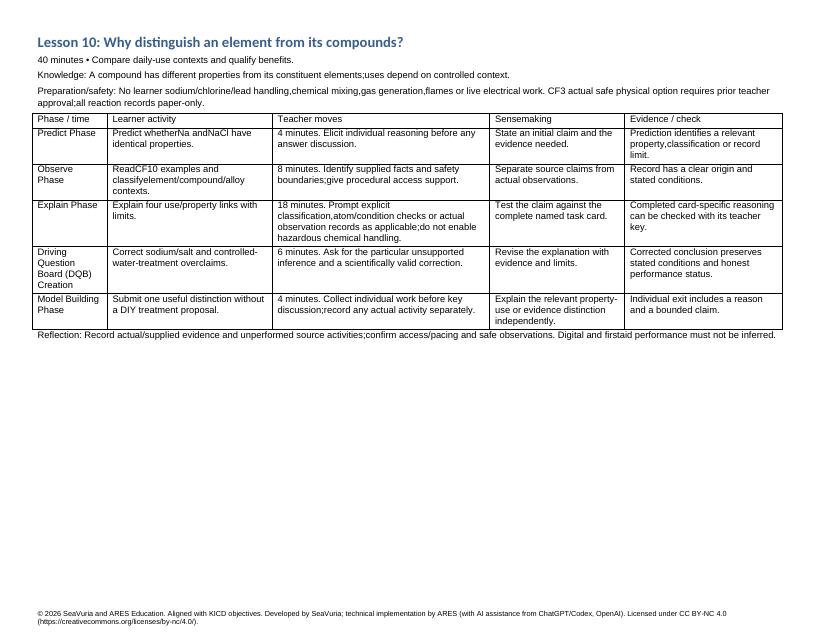 Lesson 10: Why distinguish an element from its compounds?
40 minutes • Compare daily-use contexts and qualify benefits.
Knowledge: A compound has different properties from its constituent elements;uses depend on controlled context.
Preparation/safety: No learner sodium/chlorine/lead handling,chemical mixing,gas generation,flames or live electrical work. CF3 actual safe physical option requires prior teacher
approval;all reaction records paper-only.
Phase / time
Learner activity
Teacher moves
Sensemaking
Evidence / check
Predict Phase
Predict whetherNa andNaCl have
identical properties.
4 minutes. Elicit individual reasoning before any
answer discussion.
State an initial claim and the
evidence needed.
Prediction identifies a relevant
property,classification or record
limit.
Observe
Phase
ReadCF10 examples and
classifyelement/compound/alloy
contexts.
8 minutes. Identify supplied facts and safety
boundaries;give procedural access support.
Separate source claims from
actual observations.
Record has a clear origin and
stated conditions.
Explain Phase
Explain four use/property links with
limits.
18 minutes. Prompt explicit
classification,atom/condition checks or actual
observation records as applicable;do not enable
hazardous chemical handling.
Test the claim against the
complete named task card.
Completed card-specific reasoning
can be checked with its teacher
key.
Driving
Question
Board (DQB)
Creation
Correct sodium/salt and controlled-
water-treatment overclaims.
6 minutes. Ask for the particular unsupported
inference and a scientifically valid correction.
Revise the explanation with
evidence and limits.
Corrected conclusion preserves
stated conditions and honest
performance status.
Model Building
Phase
Submit one useful distinction without
a DIY treatment proposal.
4 minutes. Collect individual work before key
discussion;record any actual activity separately.
Explain the relevant property-
use or evidence distinction
independently.
Individual exit includes a reason
and a bounded claim.
Reflection: Record actual/supplied evidence and unperformed source activities;confirm access/pacing and safe observations. Digital and firstaid performance must not be inferred.
© 2026 SeaVuria and ARES Education. Aligned with KICD objectives. Developed by SeaVuria; technical implementation by ARES (with AI assistance from ChatGPT/Codex, OpenAI). Licensed under CC BY-NC 4.0
(https://creativecommons.org/licenses/by-nc/4.0/).